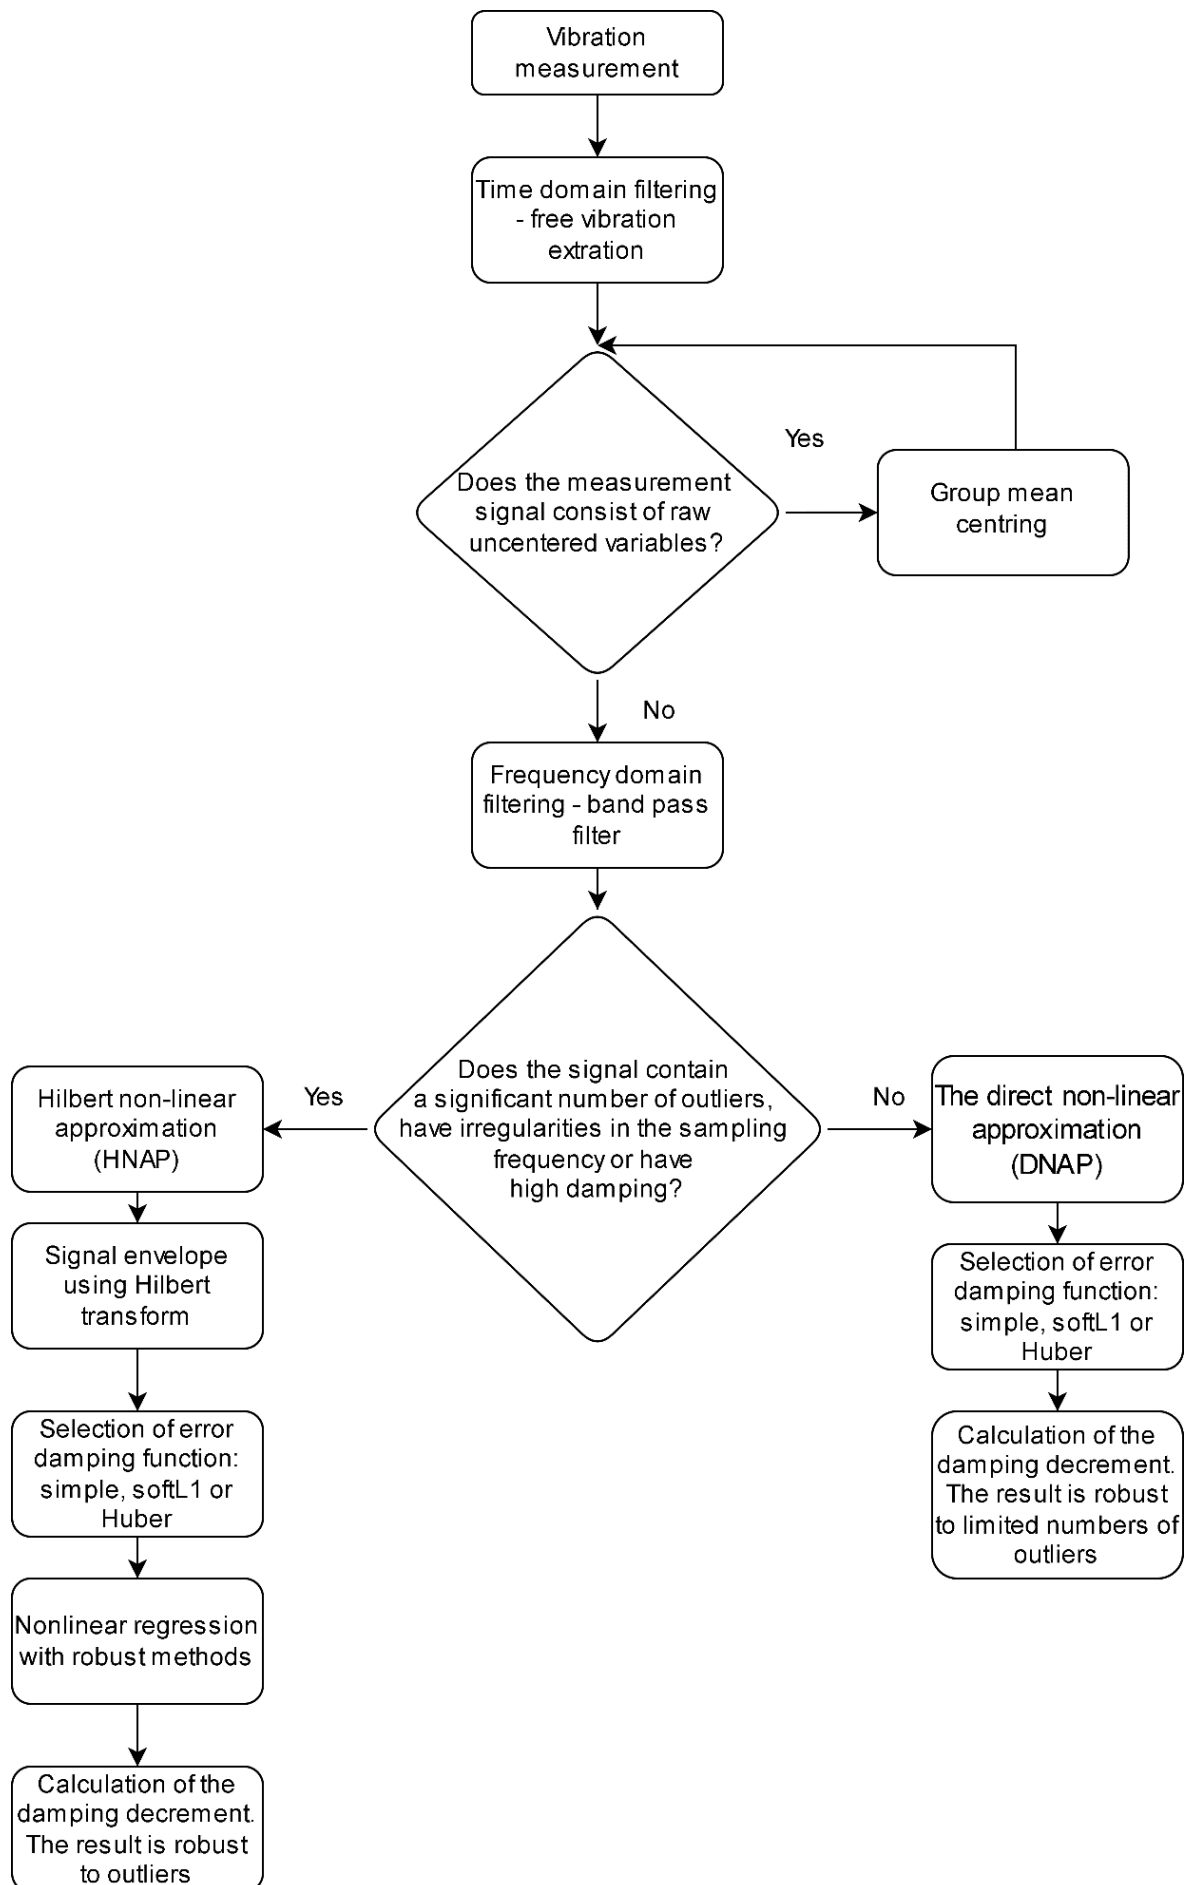 Vibration
measurement
Time domain filtering
- free vibration
extration
Does the measurement
signal consist of raw
uncentered variables?
Yes
Group mean
centring
No
Frequency domain
filtering - band pass
filter
Does the signal contain
a significant number of outliers,
have irregularities in the sampling
frequency or have
high damping?
Yes
No
Hilbert non-linear
approximation
(HNAP)
Signal envelope
using Hilbert
transform
Selection of error
damping function:
simple, softL1 or
Huber
Nonlinear regression
with robust methods
Calculation of the
damping decrement.
The result is robust
to outliers
The direct non-linear
approximation
(DNAP)
Selection of error
damping function:
simple, softL1 or
Huber
Calculation of the
damping decrement.
The result is robust
to limited numbers of
outliers